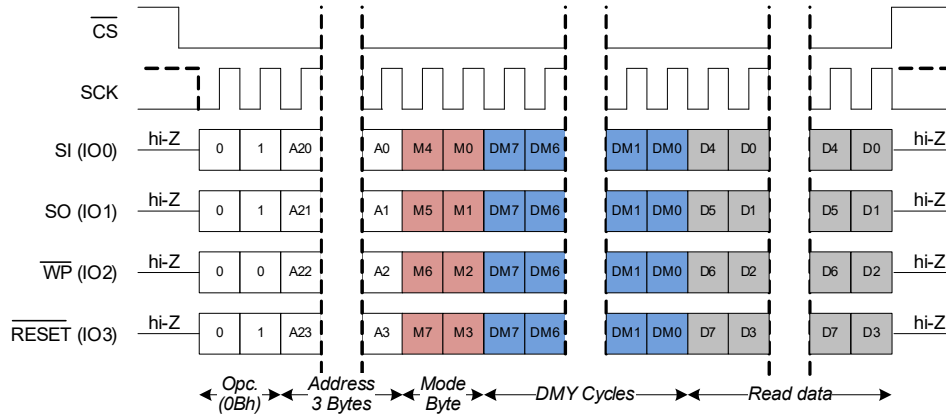 CS
SCK
SI (IO0) hi-Z 0 1 A20 A0 M4 M0 DM7 DM6 DM1 DM0 D4 D0 D4 D0 hi-Z
SO (IO1) hi-Z 0 1 A21 A1 M5 M1 DM7 DM6 DM1 DM0 D5 D1 D5 D1 hi-Z
WP (IO2) hi-Z 0 0 A22 A2 M6 M2 DM7 DM6 DM1 DM0 D6 D2 D6 D2 hi-Z
RESET (IO3) hi-Z 0 1 A23 A3 M7 M3 DM7 DM6 DM1 DM0 D7 D3 D7 D3 hi-Z
Opc. Address Mode DMY Cycles Read data
(0Bh) 3 Bytes Byte